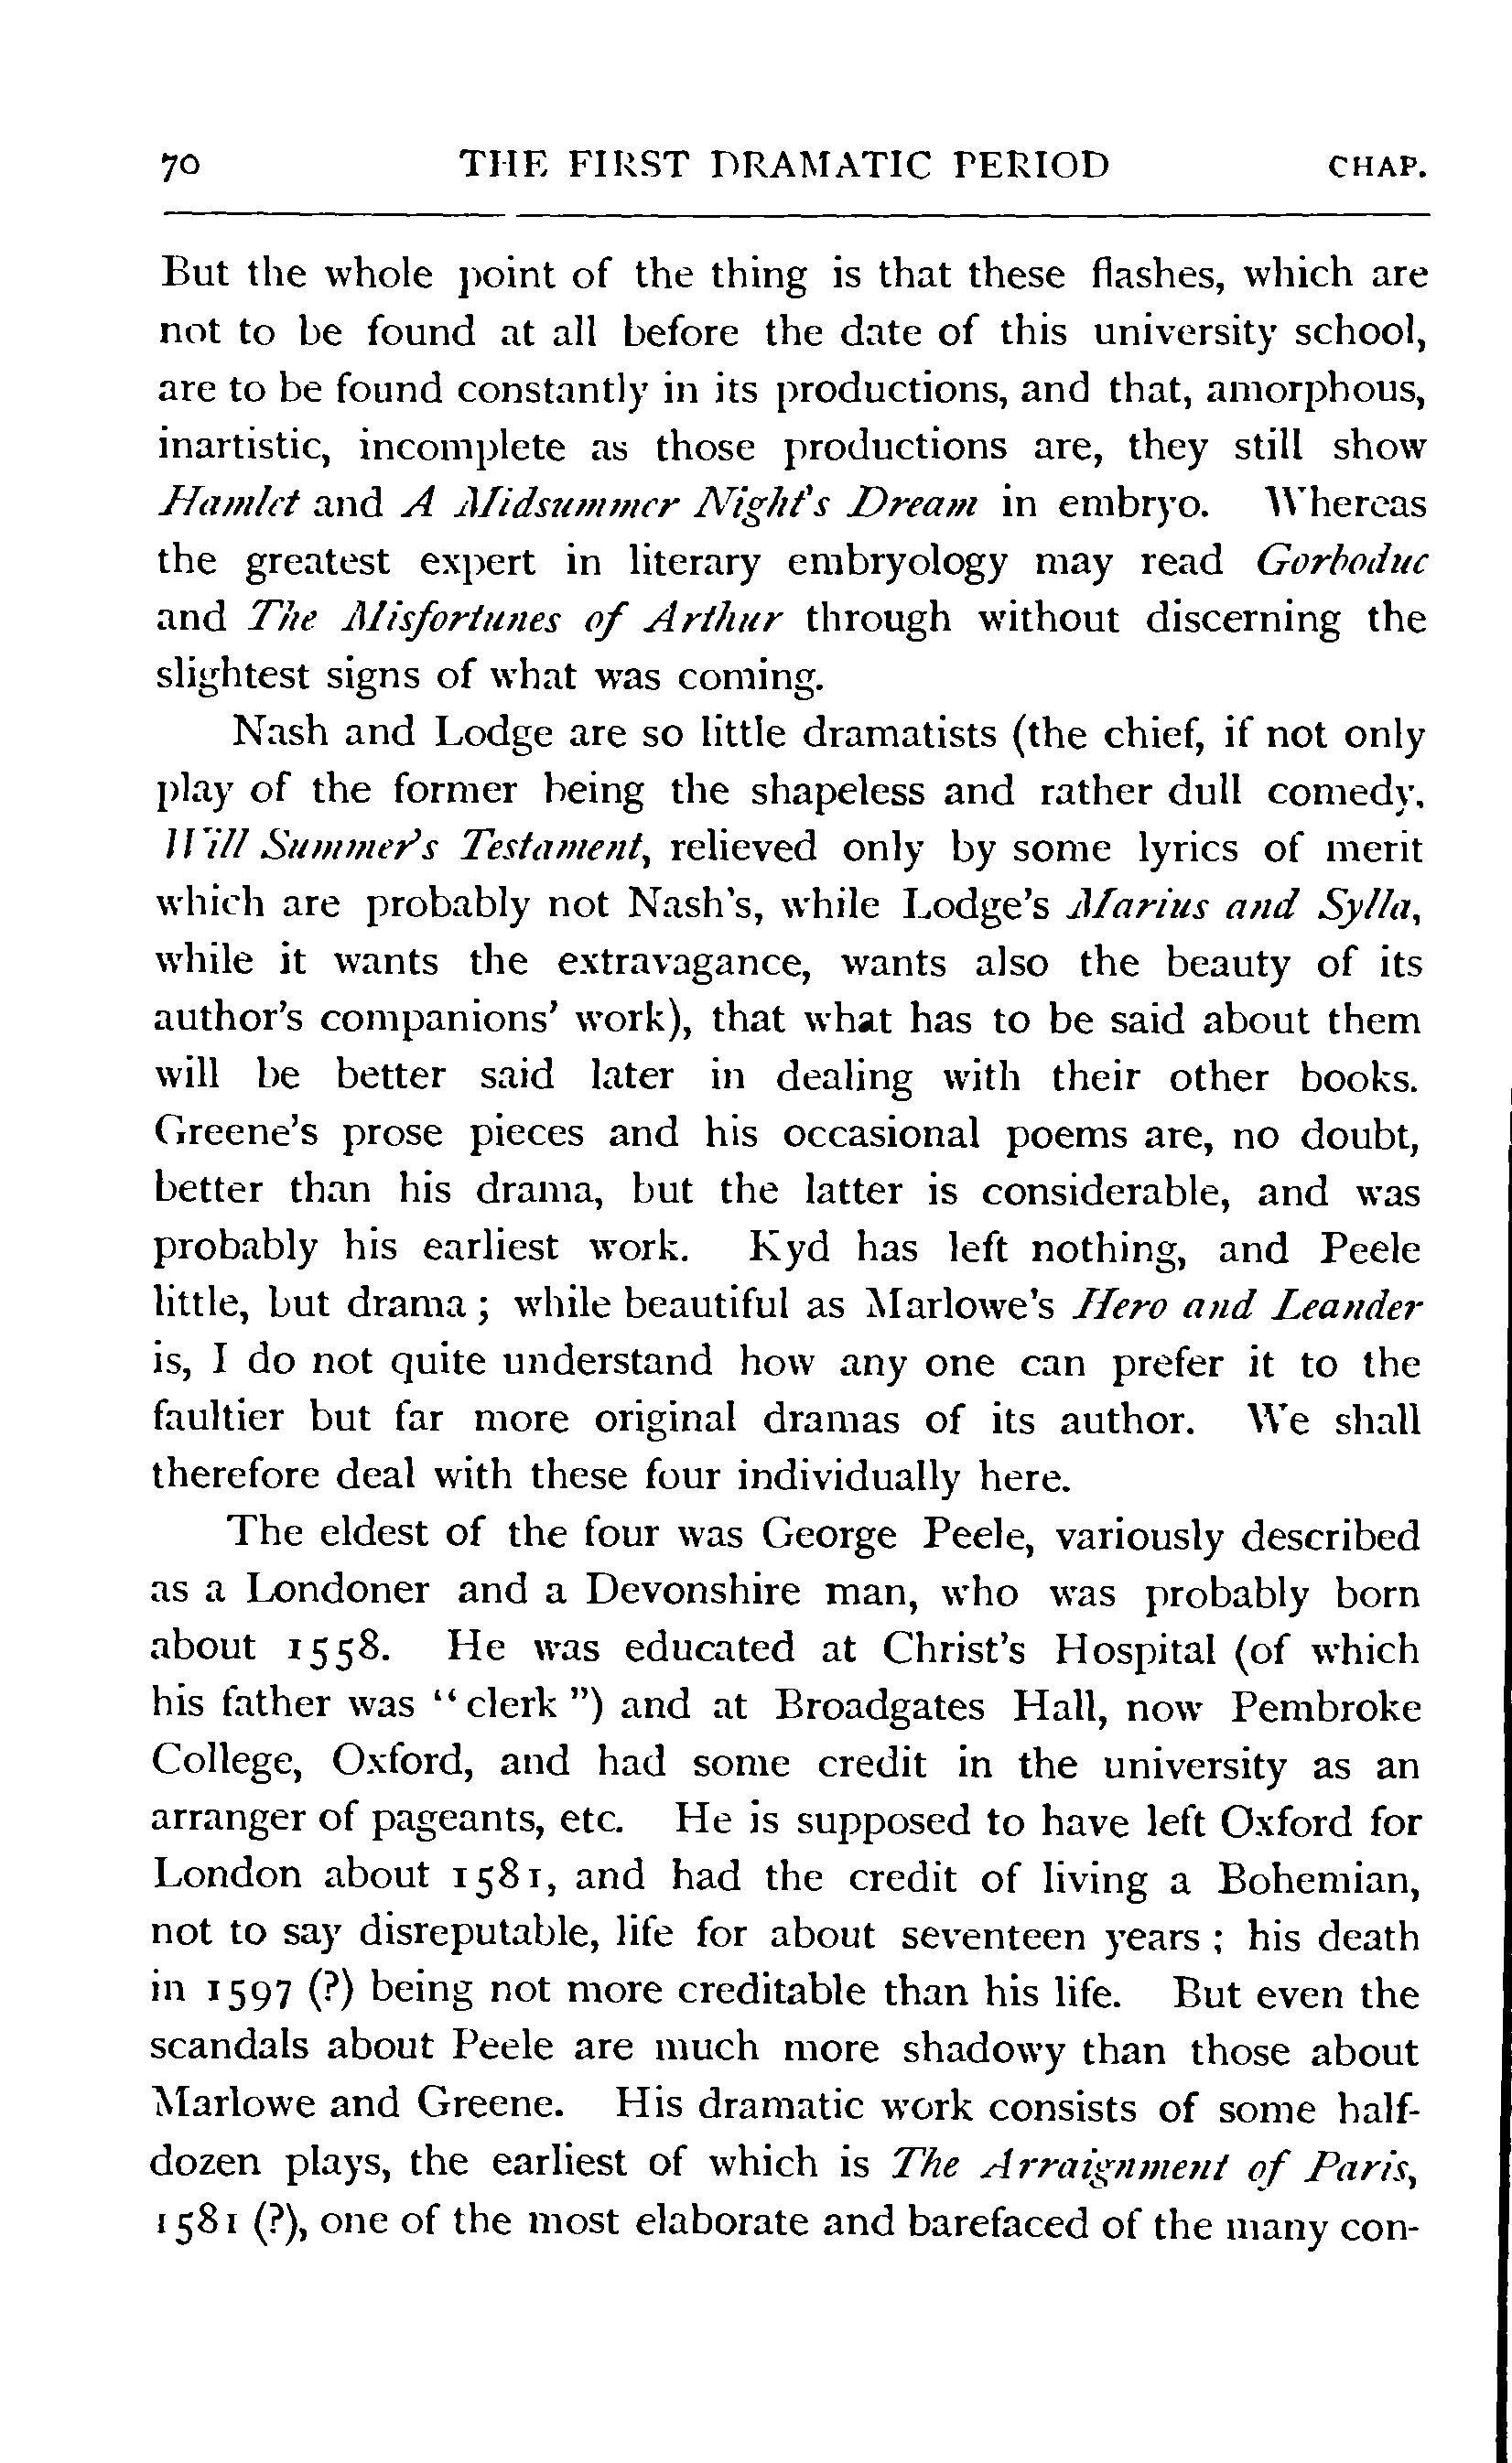 70 THE FIRST DRAMATIC PERIOD CHAP.
But the whole point of the thing is that these flashes, which are
not to be found at all before the date of this university school,
are to be found constantly in its productions, and that, amorphous,
inartistic, incomplete as those productions are, they still show
Hamlet and A Midsummer Night's Dream in embryo. Whereas
the greatest expert in literary embryology may read Gorboduc
and The Misfortunes of Arthur through without discerning the
slightest signs of what was coming.
Nash and Lodge are so little dramatists (the chief, if not only
play of the former being the shapeless and rather dull comedy,
Will Summer's Testament, relieved only by some lyrics of merit
which are probably not Nash's, while Lodge's Marius and Sylla,
while it wants the extravagance, wants also the beauty of its
author's companions' work), that what has to be said about them
will be better said later in dealing with their other books.
Greene's prose pieces and his occasional poems are, no doubt,
better than his drama, but the latter is considerable, and was
probably his earliest work. Kyd has left nothing, and Peele
little, but drama ; while beautiful as Marlowe's Hero and Leander
is, I do not quite understand how any one can prefer it to the
faultier but far more original dramas of its author. We shall
therefore deal with these four individually here.
The eldest of the four was George Peele, variously described
as a Londoner and a Devonshire man, who was probably born
about 1558. He was educated at Christ's Hospital (of which
his father was "clerk") and at Broadgates Hall, now Pembroke
College, Oxford, and had some credit in the university as an
arranger of pageants, etc. He is supposed to have left Oxford for
London about 1581, and had the credit of living a Bohemian,
not to say disreputable, life for about seventeen years ; his death
in 1597 (?) being not more creditable than his life. But even the
scandals about Peele are much more shadowy than those about
Marlowe and Greene. His dramatic work consists of some half-
dozen plays, the earliest of which is The Arraignment of Paris,
1581 (?), one of the most elaborate and barefaced of the many con-